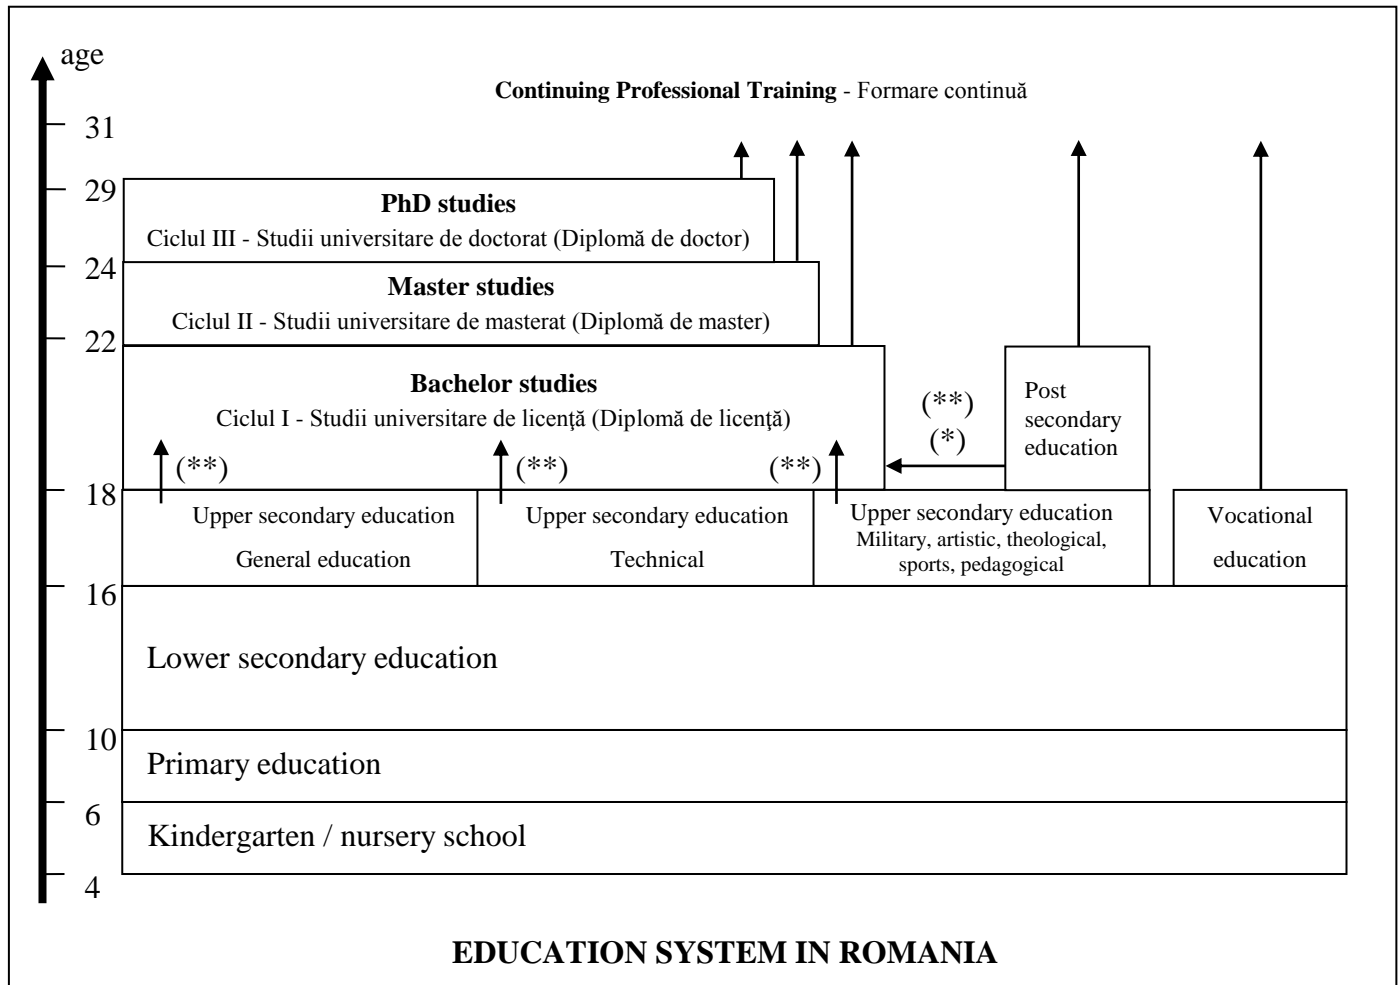 age
Continuing Professional Training - Formare continuă
31
29
PhD studies
Ciclul III - Studii universitare de doctorat (Diplomă de doctor)
24
Master studies
Ciclul II - Studii universitare de masterat (Diplomă de master)
22
Bachelor studies
Ciclul I - Studii universitare de licenţă (Diplomă de licenţă)
(**)
(*)
Post
secondary
education
(**)
(**)
(**)
18
Upper secondary education
General education
Upper secondary education
Technical
Upper secondary education
Military, artistic, theological,
sports, pedagogical
Vocational
education
16
Lower secondary education
10
Primary education
6
Kindergarten / nursery school
4
EDUCATION SYSTEM IN ROMANIA